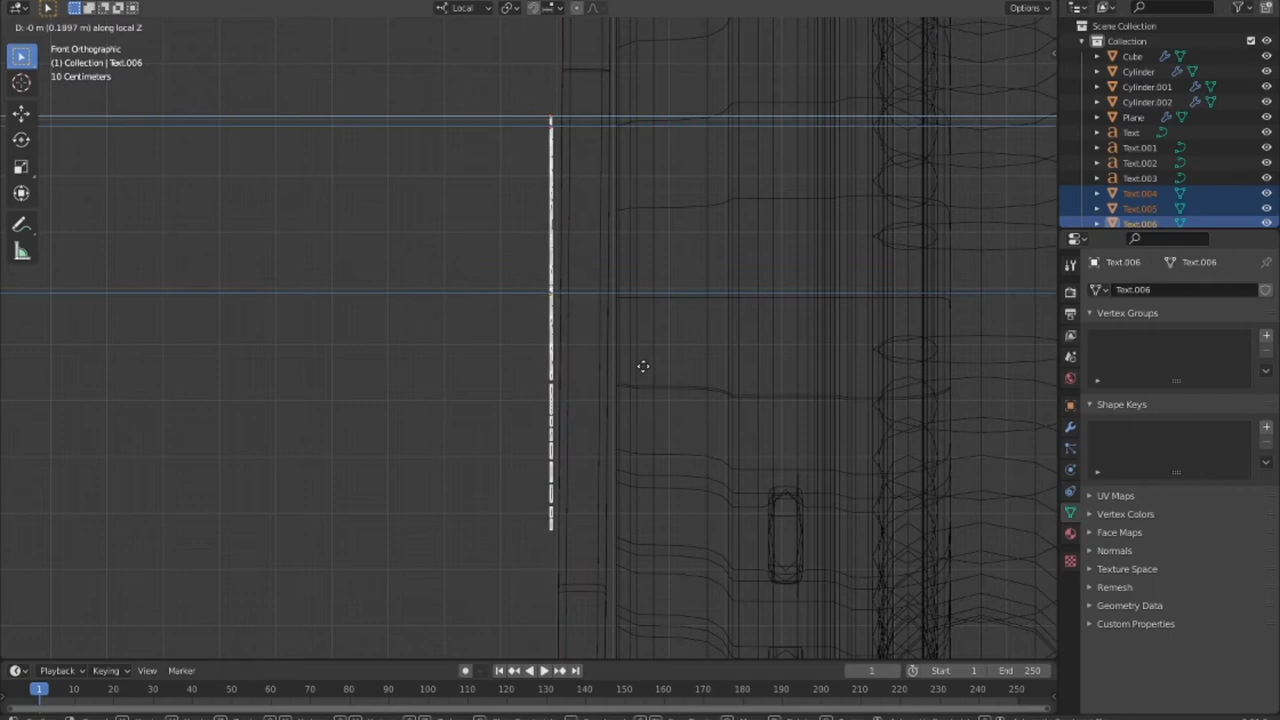 Local
Options
D: -0 m (0.1897 m) along local Z
Front Orthographic
(1) Collection | Text.006
10 Centimeters
Scene Collection
Collection
Cube
Cylinder
Cylinder.001
Cylinder.002
Plane
Text
Text.001
Text.002
Text.003
Text.004
Text.005
Text.006
Text.006
Text.006
Text.006
Vertex Groups
Shape Keys
UV Maps
Vertex Colors
Face Maps
Normals
Texture Space
Remesh
Geometry Data
Custom Properties
Playback
Keying
View
Marker
1
Start
1
End
250
1
10
20
30
40
50
60
70
80
90
100
110
120
130
140
150
160
170
180
190
200
210
220
230
240
250